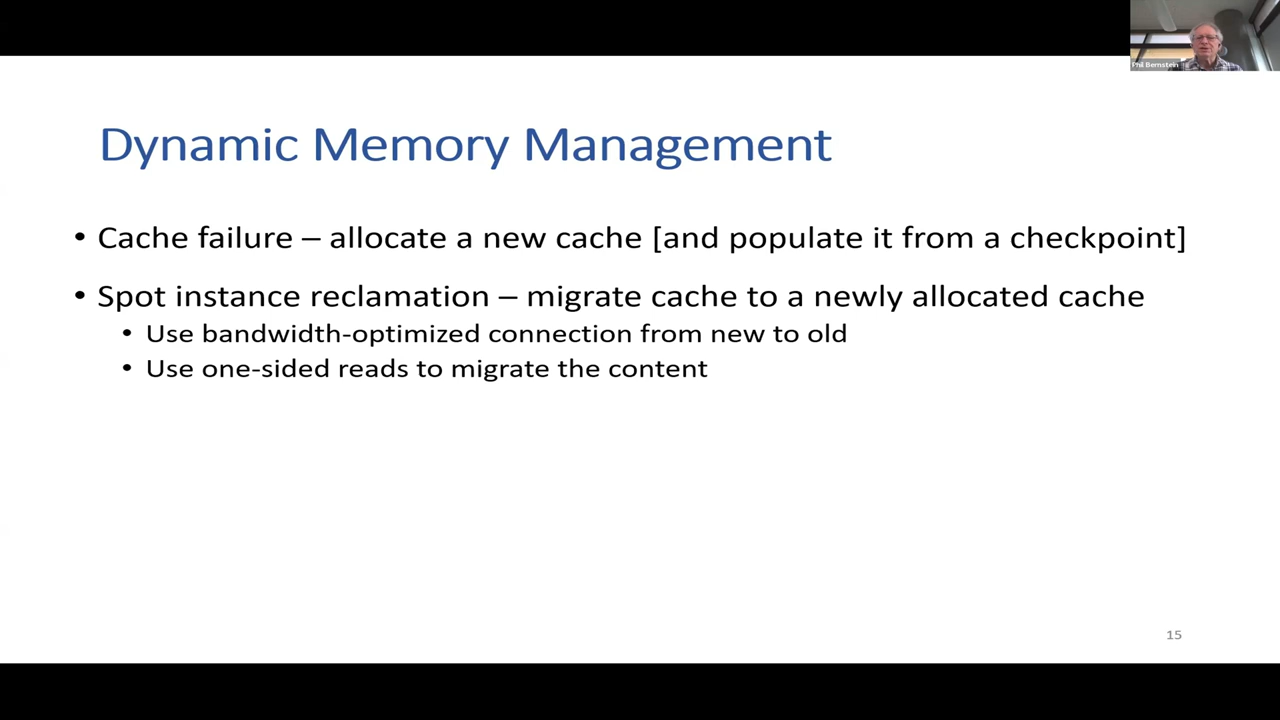 Phil Bernstein
Dynamic Memory Management
• Cache failure – allocate a new cache [and populate it from a checkpoint]
• Spot instance reclamation – migrate cache to a newly allocated cache
• Use bandwidth-optimized connection from new to old
• Use one-sided reads to migrate the content
15